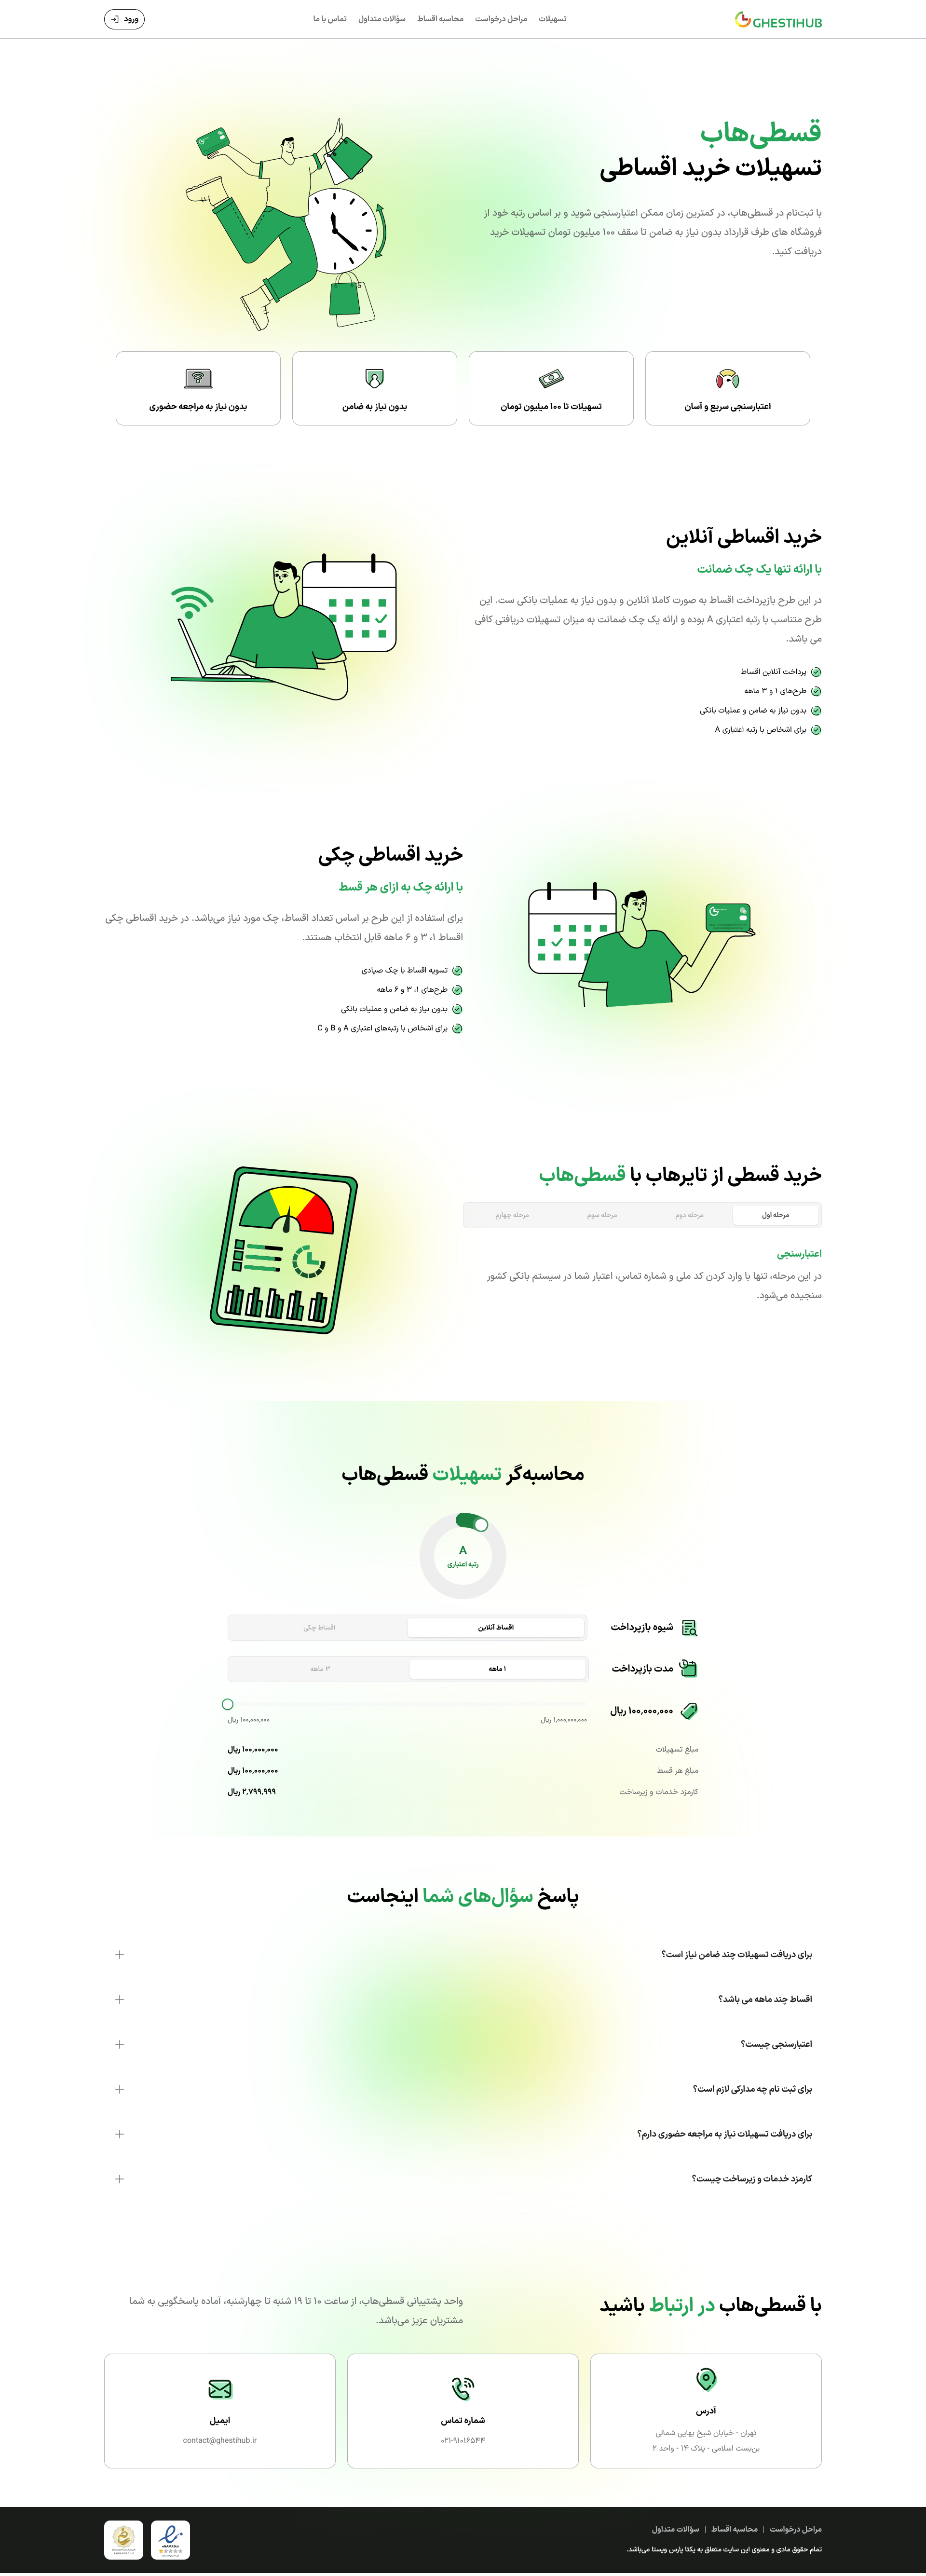 GHESTIHUB
تسهیلات
مراحل درخواست
محاسبه اقساط
سؤالات متداول
تماس با ما
ورود
قسطی‌هاب
تسهیلات خرید اقساطی
با ثبت‌نام در قسطی‌هاب، در کمترین زمان ممکن اعتبارسنجی شوید و بر اساس رتبه خود از
فروشگاه های طرف قرارداد بدون نیاز به ضامن تا سقف ۱۰۰ میلیون تومان تسهیلات خرید
دریافت کنید.
اعتبارسنجی سریع و آسان
تسهیلات تا ۱۰۰ میلیون تومان
بدون نیاز به ضامن
بدون نیاز به مراجعه حضوری
خرید اقساطی آنلاین
با ارائه تنها یک چک ضمانت
در این طرح بازپرداخت اقساط به صورت کاملا آنلاین و بدون نیاز به عملیات بانکی ست. این
طرح متناسب با رتبه اعتباری A بوده و ارائه یک چک ضمانت به میزان تسهیلات دریافتی کافی
می باشد.
پرداخت آنلاین اقساط
طرح‌های ۱ و ۳ ماهه
بدون نیاز به ضامن و عملیات بانکی
برای اشخاص با رتبه اعتباری A
خرید اقساطی چکی
با ارائه چک به ازای هر قسط
برای استفاده از این طرح بر اساس تعداد اقساط، چک مورد نیاز می‌باشد. در خرید اقساطی چکی
اقساط ۱، ۳ و ۶ ماهه قابل انتخاب هستند.
تسویه اقساط با چک صیادی
طرح‌های ۱، ۳ و ۶ ماهه
بدون نیاز به ضامن و عملیات بانکی
برای اشخاص با رتبه‌های اعتباری A و B و C
خرید قسطی از تایرهاب با قسطی‌هاب
مرحله اول
مرحله دوم
مرحله سوم
مرحله چهارم
اعتبارسنجی
در این مرحله، تنها با وارد کردن کد ملی و شماره تماس، اعتبار شما در سیستم بانکی کشور
سنجیده می‌شود.
محاسبه‌گر تسهیلات قسطی‌هاب
A
رتبه اعتباری
شیوه بازپرداخت
اقساط آنلاین
اقساط چکی
مدت بازپرداخت
۱ ماهه
۳ ماهه
۱۰۰,۰۰۰,۰۰۰ ریال
۱,۰۰۰,۰۰۰,۰۰۰ ریال
۱۰۰,۰۰۰,۰۰۰ ریال
مبلغ تسهیلات
۱۰۰,۰۰۰,۰۰۰ ریال
مبلغ هر قسط
۱۰۰,۰۰۰,۰۰۰ ریال
کارمزد خدمات و زیرساخت
۲,۷۹۹,۹۹۹ ریال
پاسخ سؤال‌های شما اینجاست
برای دریافت تسهیلات چند ضامن نیاز است؟
اقساط چند ماهه می باشد؟
اعتبارسنجی چیست؟
برای ثبت نام چه مدارکی لازم است؟
برای دریافت تسهیلات نیاز به مراجعه حضوری دارم؟
کارمزد خدمات و زیرساخت چیست؟
با قسطی‌هاب در ارتباط باشید
واحد پشتیبانی قسطی‌هاب، از ساعت ۱۰ تا ۱۹ شنبه تا چهارشنبه، آماده پاسخگویی به شما
مشتریان عزیز می‌باشد.
آدرس
تهران - خیابان شیخ بهایی شمالی
بن‌بست اسلامی - پلاک ۱۴ - واحد ۲
شماره تماس
۰۲۱-۹۱۰۱۶۵۴۴
ایمیل
contact@ghestihub.ir
مراحل درخواست | محاسبه اقساط | سؤالات متداول
تمام حقوق مادی و معنوی این سایت متعلق به یکتا پارس ویستا می‌باشد.